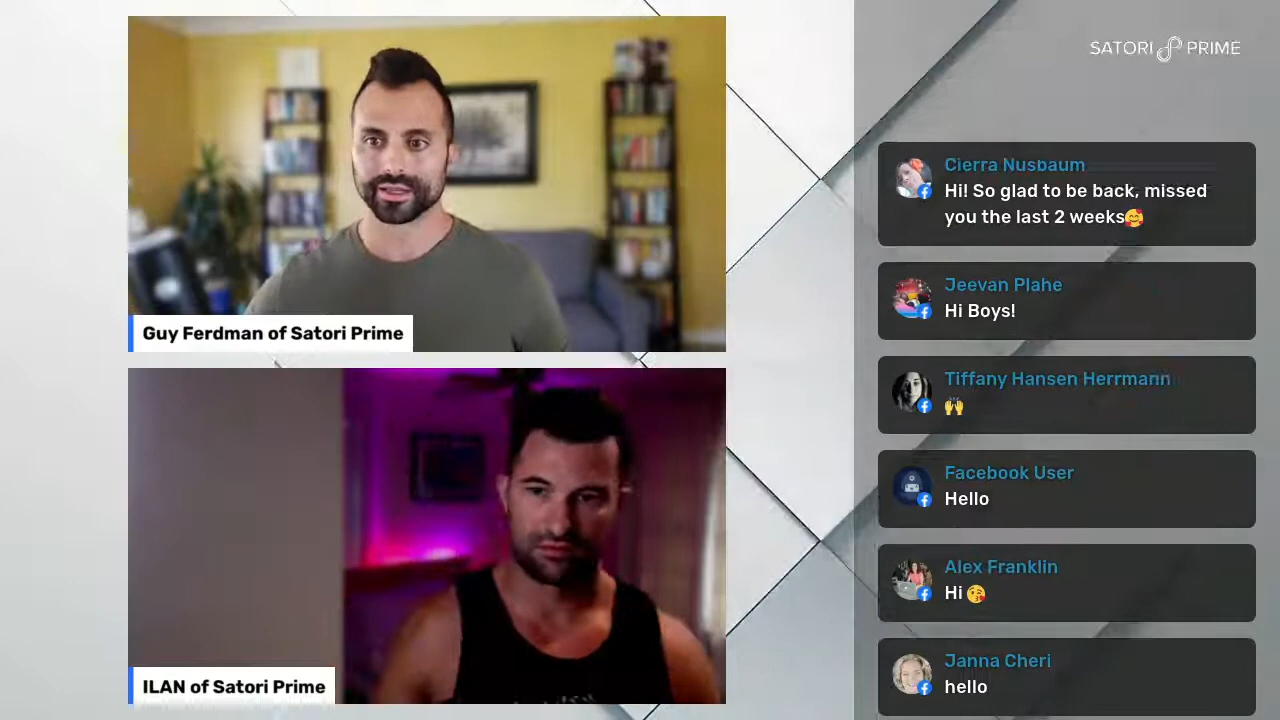 Guy Ferdman of Satori Prime
ILAN of Satori Prime
SATORI PRIME
Cierra Nusbaum
Hi! So glad to be back, missed
you the last 2 weeks🥰
Jeevan Plahe
Hi Boys!
Tiffany Hansen Herrmann
🙌
Facebook User
Hello
Alex Franklin
Hi 😘
Janna Cheri
hello